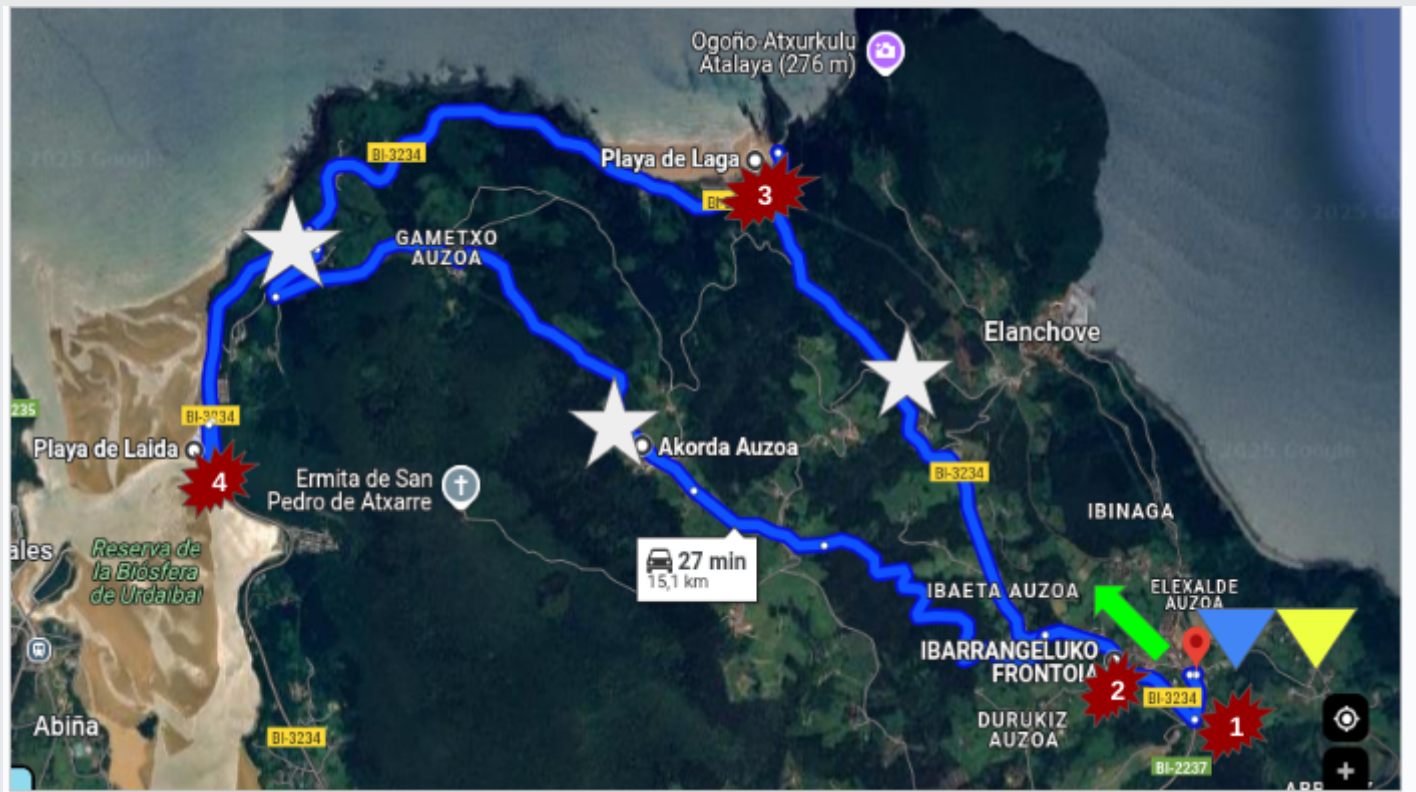 Ogoño-Atxurkulu
Atalaya (276 m)
BI-3234
Playa de Laga
3
GAMETXO
AUZOA
Elanchove
235
BI-3234
Playa de Laida
Akorda Auzoa
BI-3234
4
Ermita de San
Pedro de Atxarre
IBINAGA
ales
Reserva de
la Biósfera
de Urdaibai
27 min
15,1 km
IBAETA AUZOA
ELEXALDE
AUZOA
IBARRANGELUKO
FRONTOIA
2
BI-3234
1
Abiña
BI-3234
DURUKIZ
AUZOA
BI-2237